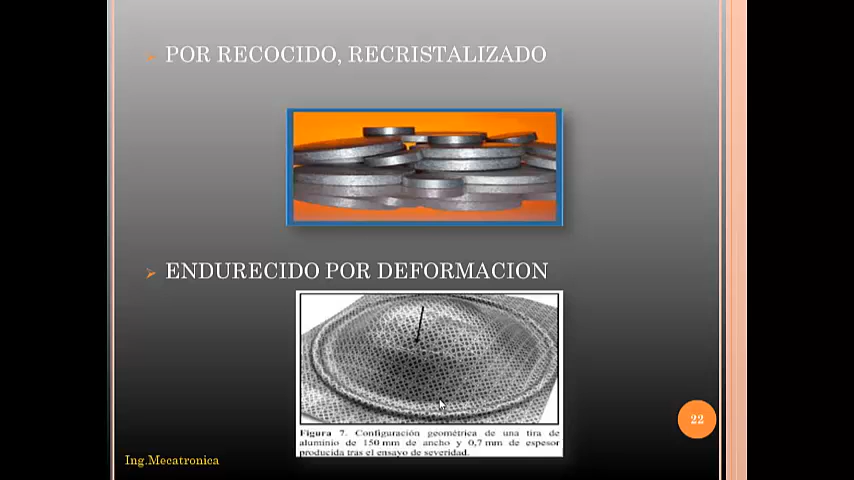 POR RECOCIDO, RECRISTALIZADO
ENDURECIDO POR DEFORMACION
Figura 7. Configuración geométrica de una tira de
aluminio de 150 mm de ancho y 0,7 mm de espesor
producida tras el ensayo de severidad.
22
Ing.Mecatronica